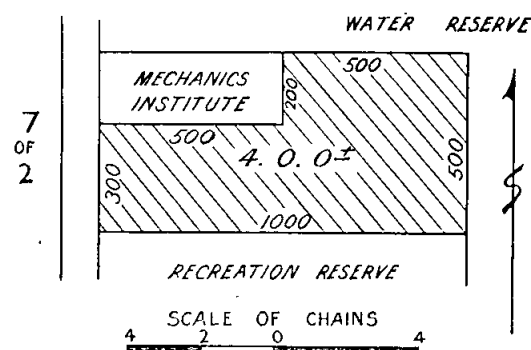 WATER RESERVE
MECHANICS
INSTITUTE
500
200
500
4. 0. 0±
300
500
1000
7
OF
2
RECREATION RESERVE
SCALE OF CHAINS
4 2 0 4